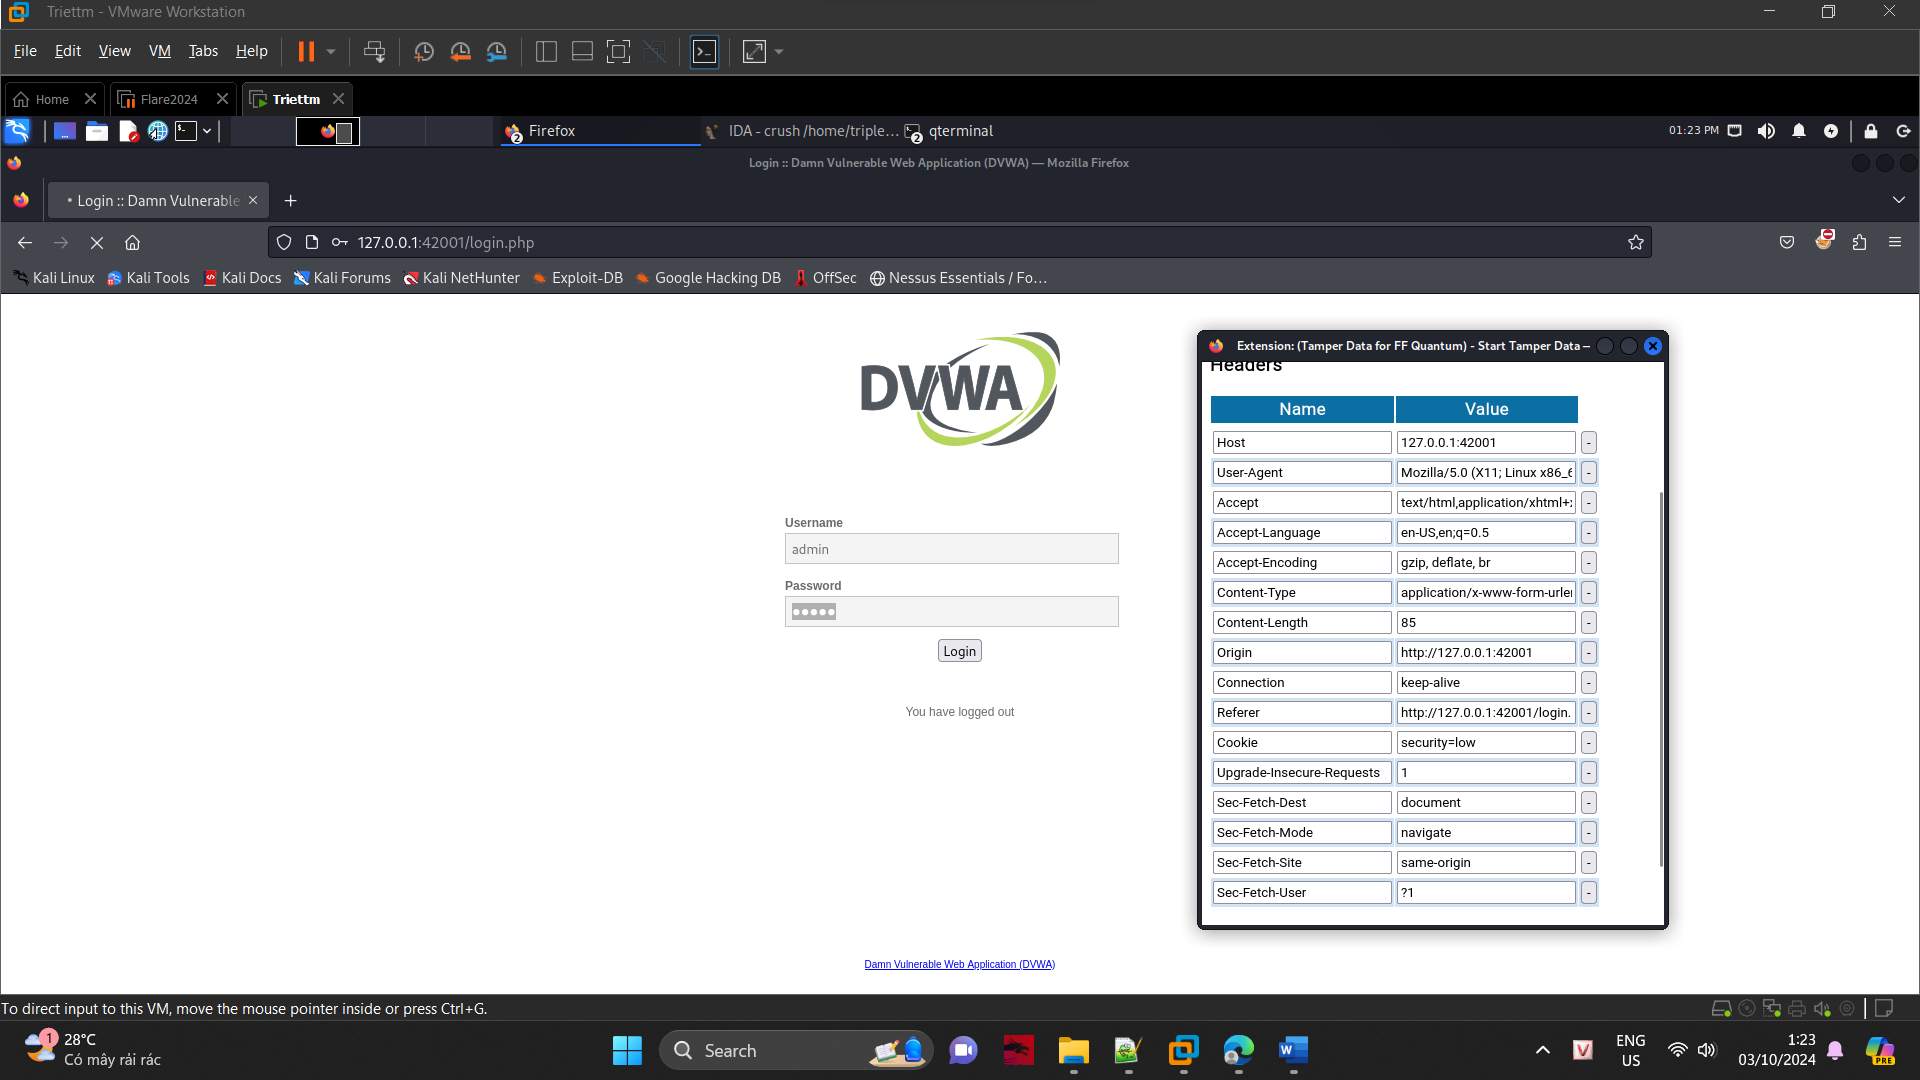 Triettm - VMware Workstation
File Edit View VM Tabs Help
Home Flare2024 Triettm
Firefox IDA - crush /home/triple... qterminal 01:23 PM
Login :: Damn Vulnerable Web Application (DVWA) — Mozilla Firefox
Login :: Damn Vulnerable
127.0.0.1:42001/login.php
Kali Linux Kali Tools Kali Docs Kali Forums Kali NetHunter Exploit-DB Google Hacking DB OffSec Nessus Essentials / Fo...
DVWA
Username
admin
Password
Login
You have logged out
Damn Vulnerable Web Application (DVWA)
Extension: (Tamper Data for FF Quantum) - Start Tamper Data —
Headers
Name Value
Host 127.0.0.1:42001 -
User-Agent Mozilla/5.0 (X11; Linux x86_6 -
Accept text/html,application/xhtml+x -
Accept-Language en-US,en;q=0.5 -
Accept-Encoding gzip, deflate, br -
Content-Type application/x-www-form-urle -
Content-Length 85 -
Origin http://127.0.0.1:42001 -
Connection keep-alive -
Referer http://127.0.0.1:42001/login. -
Cookie security=low -
Upgrade-Insecure-Requests 1 -
Sec-Fetch-Dest document -
Sec-Fetch-Mode navigate -
Sec-Fetch-Site same-origin -
Sec-Fetch-User ?1 -
To direct input to this VM, move the mouse pointer inside or press Ctrl+G.
1 28°C
Có mây rải rác
Search
ENG
US
1:23
03/10/2024
PRE